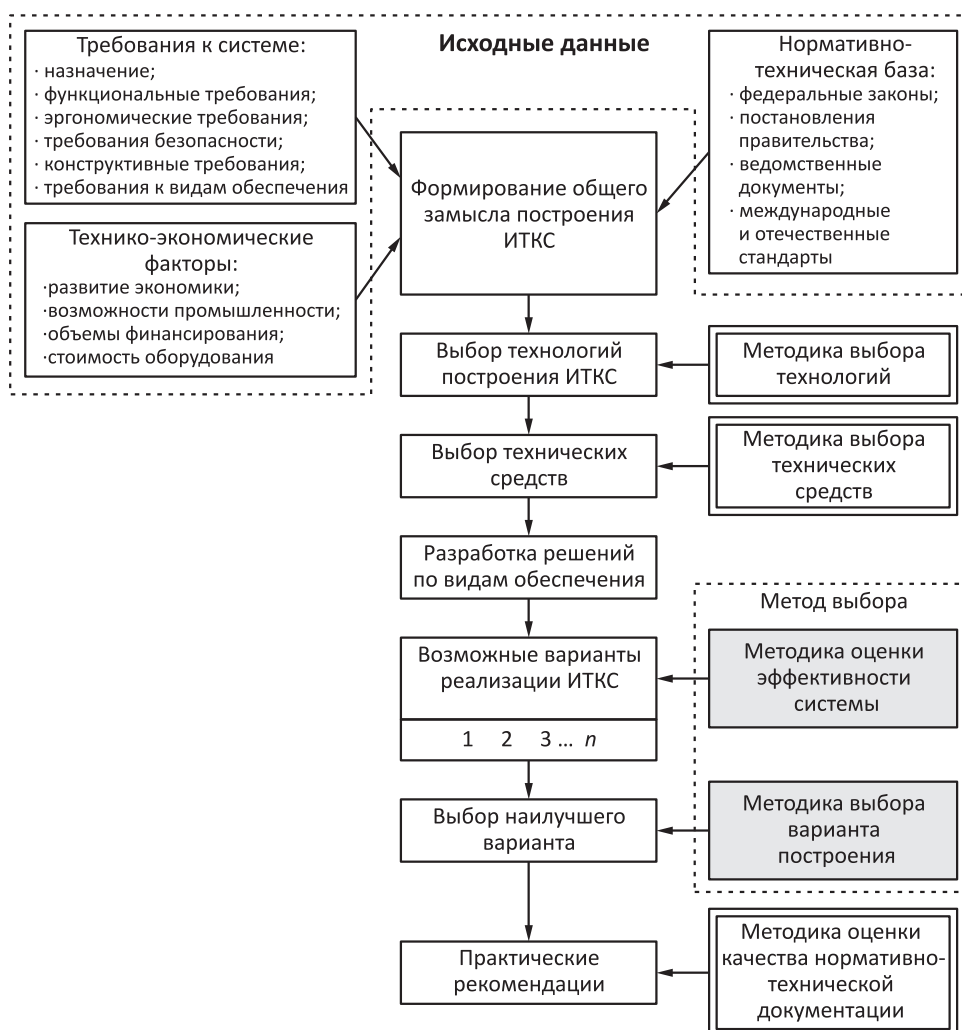 Исходные данные
Требования к системе:
· назначение;
· функциональные требования;
· эргономические требования;
· требования безопасности;
· конструктивные требования;
· требования к видам обеспечения
Технико-экономические
факторы:
·развитие экономики;
·возможности промышленности;
·объемы финансирования;
·стоимость оборудования
Нормативно-
техническая база:
· федеральные законы;
· постановления
правительства;
· ведомственные
документы;
· международные
и отечественные
стандарты
Формирование общего
замысла построения
ИТКС
Выбор технологий
построения ИТКС
Методика выбора
технологий
Выбор технических
средств
Методика выбора
технических
средств
Разработка решений
по видам обеспечения
Метод выбора
Возможные варианты
реализации ИТКС
1 2 3 ... n
Методика оценки
эффективности
системы
Выбор наилучшего
варианта
Методика выбора
варианта
построения
Практические
рекомендации
Методика оценки
качества нормативно-
технической
документации